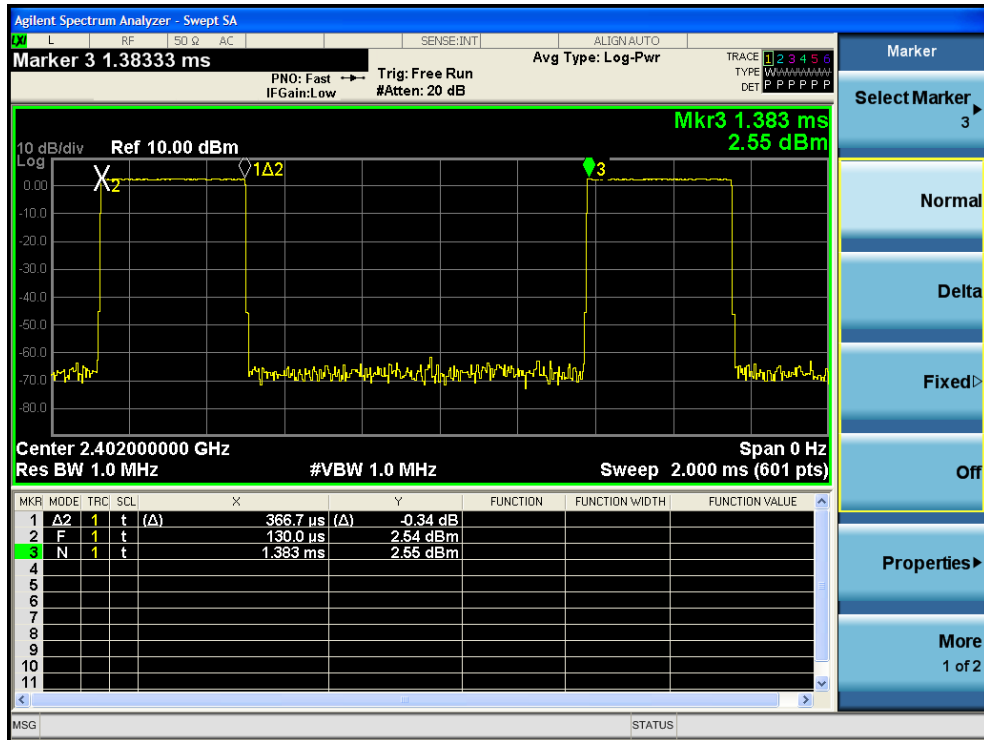 Agilent Spectrum Analyzer - Swept SA
LXI L RF 50 Ω AC SENSE:INT ALIGN AUTO
Marker 3 1.38333 ms
PNO: Fast
IFGain:Low
Trig: Free Run
#Atten: 20 dB
Avg Type: Log-Pwr
TRACE 1 2 3 4 5 6
TYPE WWWWWW
DET P P P P P P
Mkr3 1.383 ms
2.55 dBm
10 dB/div Ref 10.00 dBm
Log
1Δ2
3
2
0.00
-10.0
-20.0
-30.0
-40.0
-50.0
-60.0
-70.0
-80.0
Center 2.402000000 GHz Span 0 Hz
Res BW 1.0 MHz #VBW 1.0 MHz Sweep 2.000 ms (601 pts)
MKR MODE TRC SCL X Y FUNCTION FUNCTION WIDTH FUNCTION VALUE
1 Δ2 1 t (Δ) 366.7 µs (Δ) -0.34 dB
2 F 1 t 130.0 µs 2.54 dBm
3 N 1 t 1.383 ms 2.55 dBm
4
5
6
7
8
9
10
11
MSG STATUS
Marker
Select Marker
3
Normal
Delta
Fixed
Off
Properties
More
1 of 2